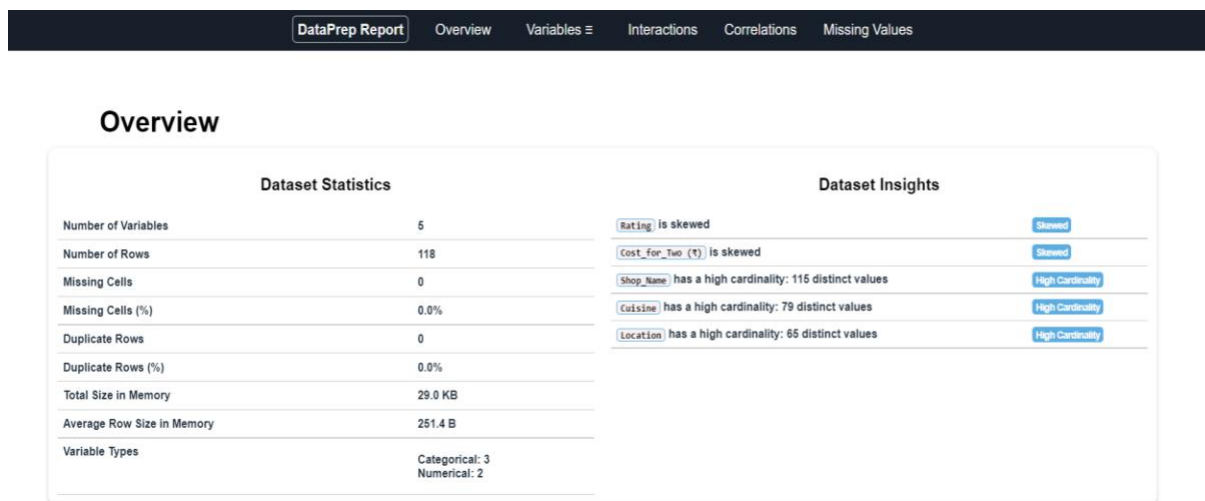 DataPrep Report Overview Variables ≡ Interactions Correlations Missing Values
Overview
Dataset Statistics
Number of Variables 5
Number of Rows 118
Missing Cells 0
Missing Cells (%) 0.0%
Duplicate Rows 0
Duplicate Rows (%) 0.0%
Total Size in Memory 29.0 KB
Average Row Size in Memory 251.4 B
Variable Types Categorical: 3
Numerical: 2
Dataset Insights
Rating is skewed Skewed
Cost_for_Two (₹) is skewed Skewed
Shop_Name has a high cardinality: 115 distinct values High Cardinality
Cuisine has a high cardinality: 79 distinct values High Cardinality
Location has a high cardinality: 65 distinct values High Cardinality